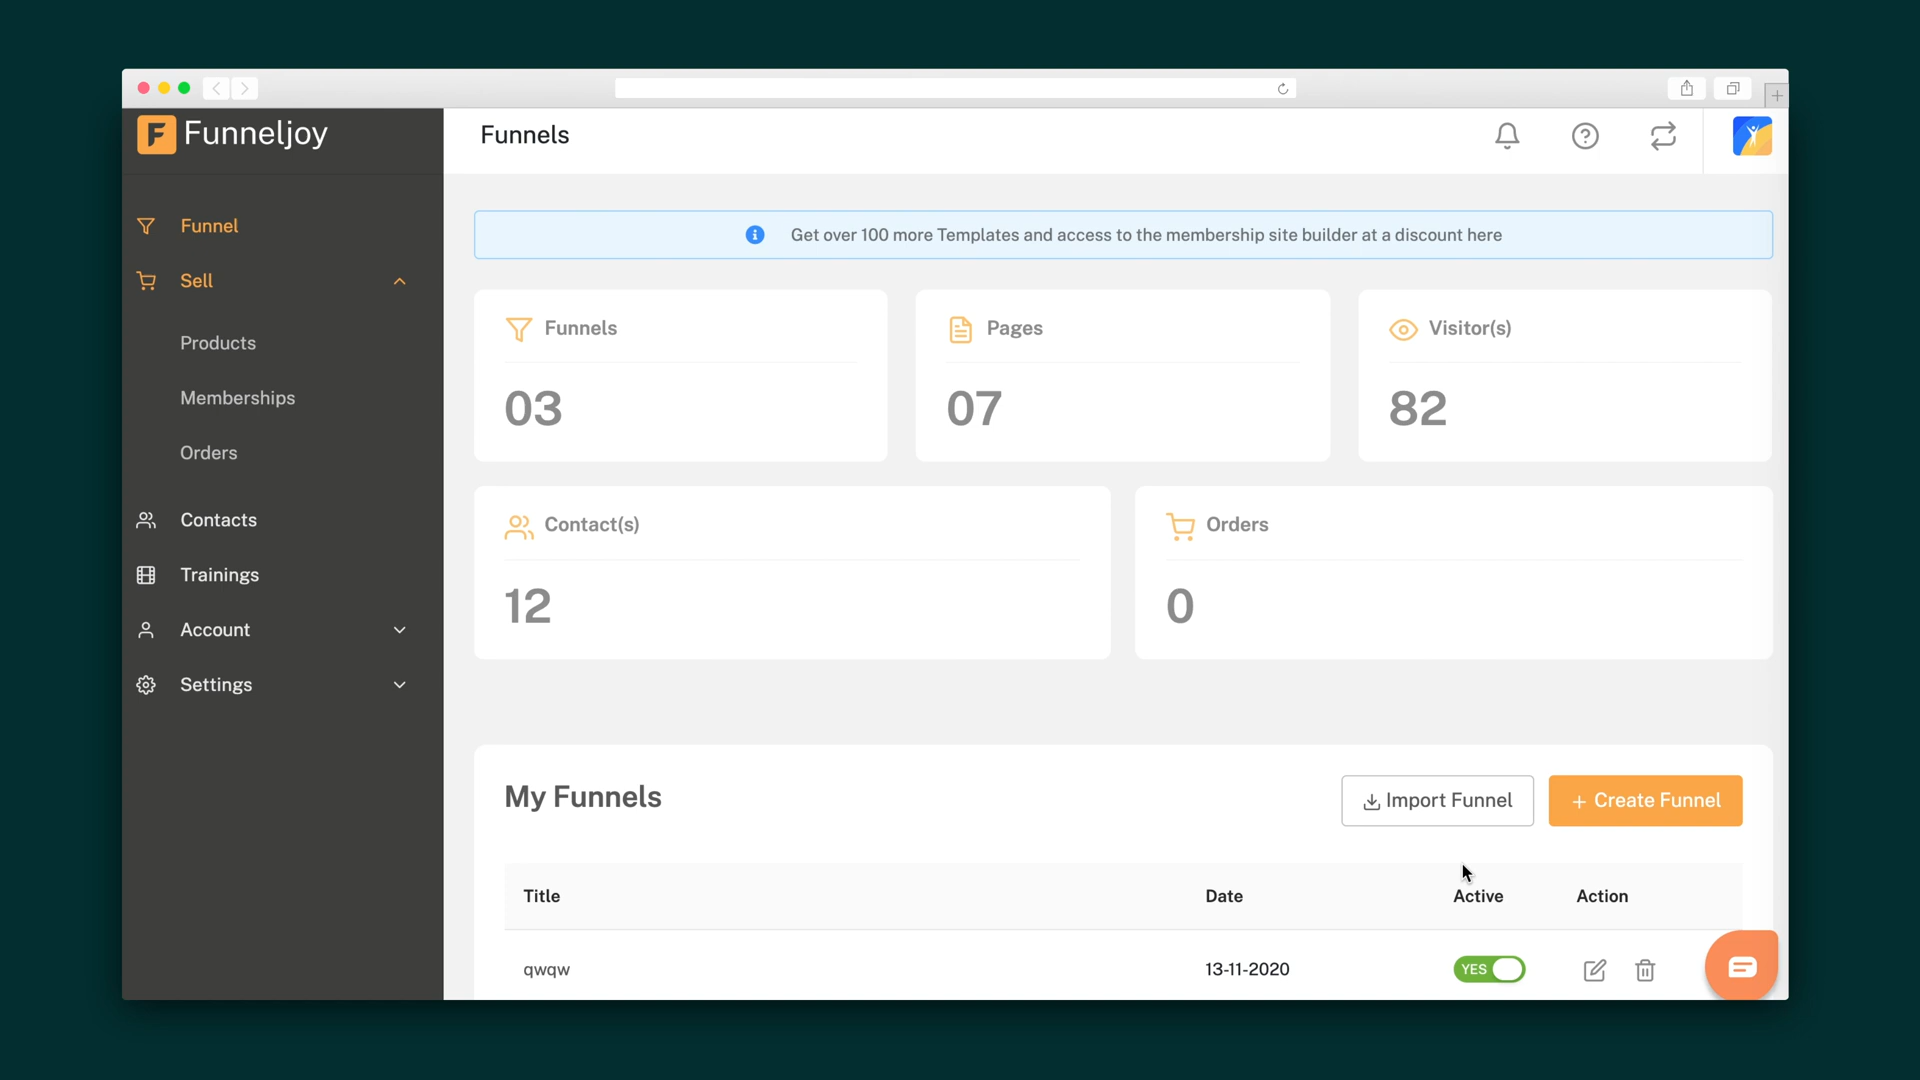 Funneljoy
Funnels
Funnel
Sell
Products
Memberships
Orders
Contacts
Trainings
Account
Settings
Get over 100 more Templates and access to the membership site builder at a discount here
Funnels
03
Pages
07
Visitor(s)
82
Contact(s)
12
Orders
0
My Funnels
Import Funnel
+ Create Funnel
Title Date Active Action
qwqw 13-11-2020 YES